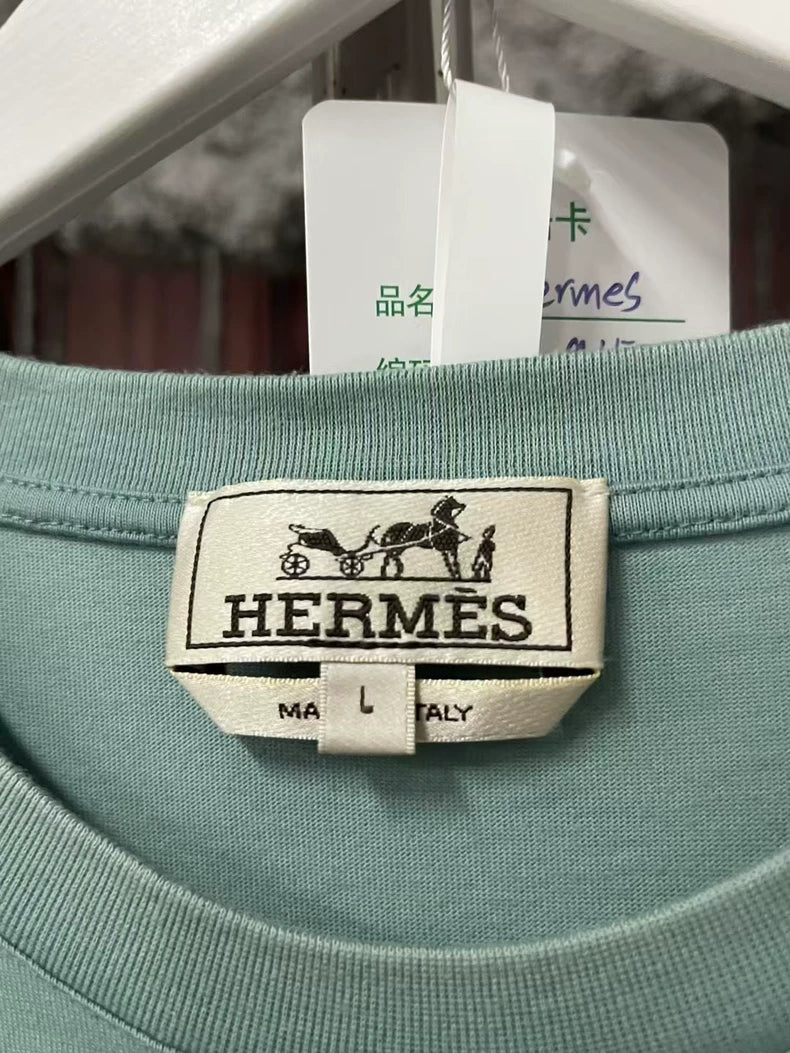 卡
品名
ermes
HERMÈS
L
MA TALY